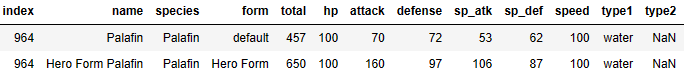 index name species form total hp attack defense sp_atk sp_def speed type1 type2
964 Palafin Palafin default 457 100 70 72 53 62 100 water NaN
964 Hero Form Palafin Palafin Hero Form 650 100 160 97 106 87 100 water NaN